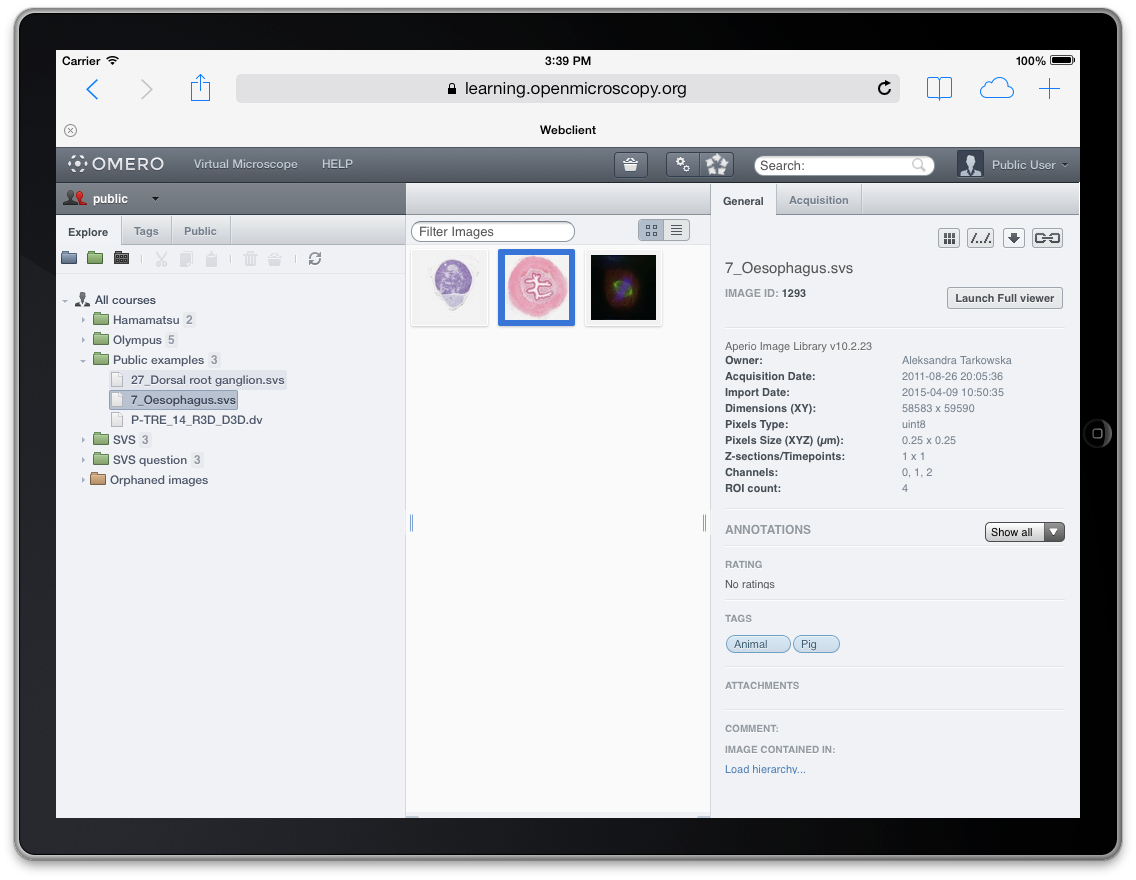 Carrier 3:39 PM 100%
learning.openmicroscopy.org
Webclient
OMERO Virtual Microscope HELP Search: Public User
public
General Acquisition
Explore Tags Public
Filter Images
7_Oesophagus.svs
IMAGE ID: 1293
Launch Full viewer
All courses
Hamamatsu 2
Olympus 5
Public examples 3
27_Dorsal root ganglion.svs
7_Oesophagus.svs
P-TRE_14_R3D_D3D.dv
SVS 3
SVS question 3
Orphaned images
Aperio Image Library v10.2.23
Owner: Aleksandra Tarkowska
Acquisition Date: 2011-08-26 20:05:36
Import Date: 2015-04-09 10:50:35
Dimensions (XY): 58583 x 59590
Pixels Type: uint8
Pixels Size (XYZ) (µm): 0.25 x 0.25
Z-sections/Timepoints: 1 x 1
Channels: 0, 1, 2
ROI count: 4
ANNOTATIONS Show all
RATING
No ratings
TAGS
Animal Pig
ATTACHMENTS
COMMENT:
IMAGE CONTAINED IN:
Load hierarchy...